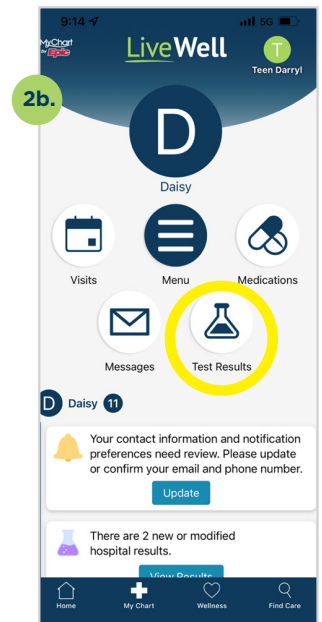 9:14
5G
MyChart
by Epic
LiveWell
T
Teen Darryl
2b.
D
Daisy
Visits
Menu
Medications
Messages
Test Results
D Daisy 11
Your contact information and notification
preferences need review. Please update
or confirm your email and phone number.
Update
There are 2 new or modified
hospital results.
View Results
Home
My Chart
Wellness
Find Care